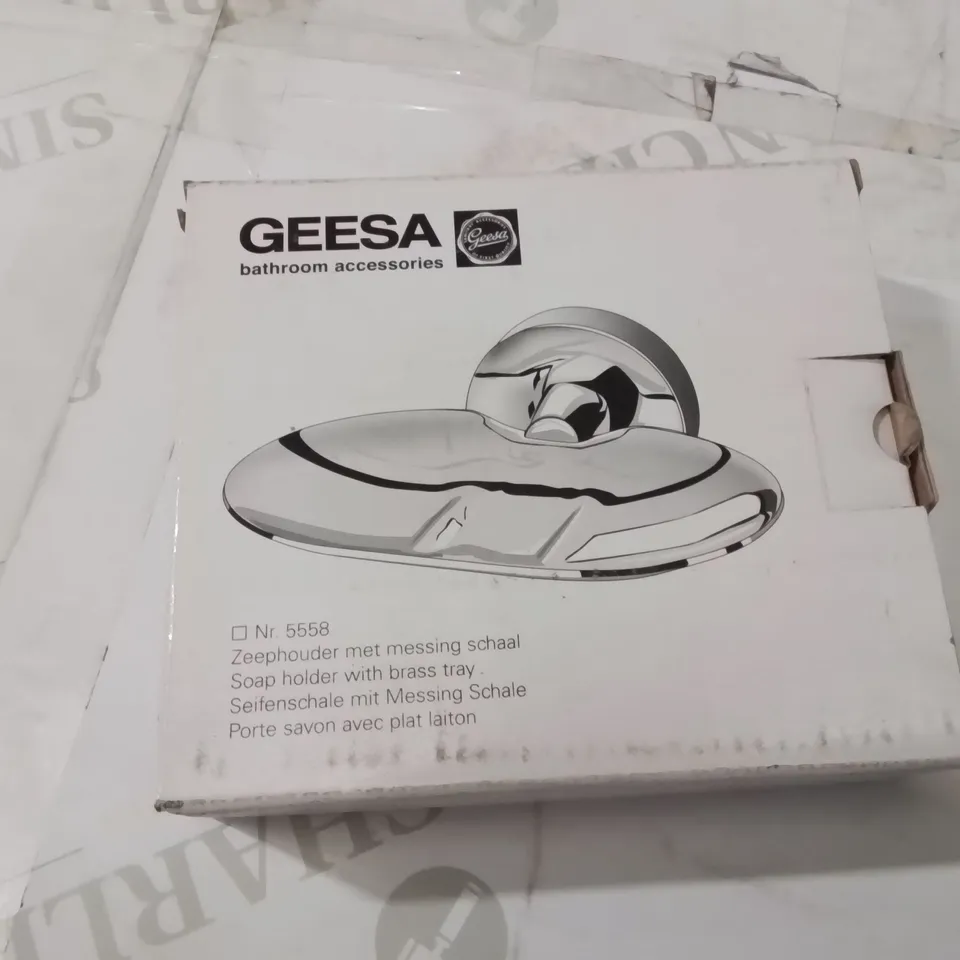 GEESA
bathroom accessories
Geesa
Nr. 5558
Zeephouder met messing schaal
Soap holder with brass tray.
Seifenschale mit Messing Schale
Porte savon avec plat laiton